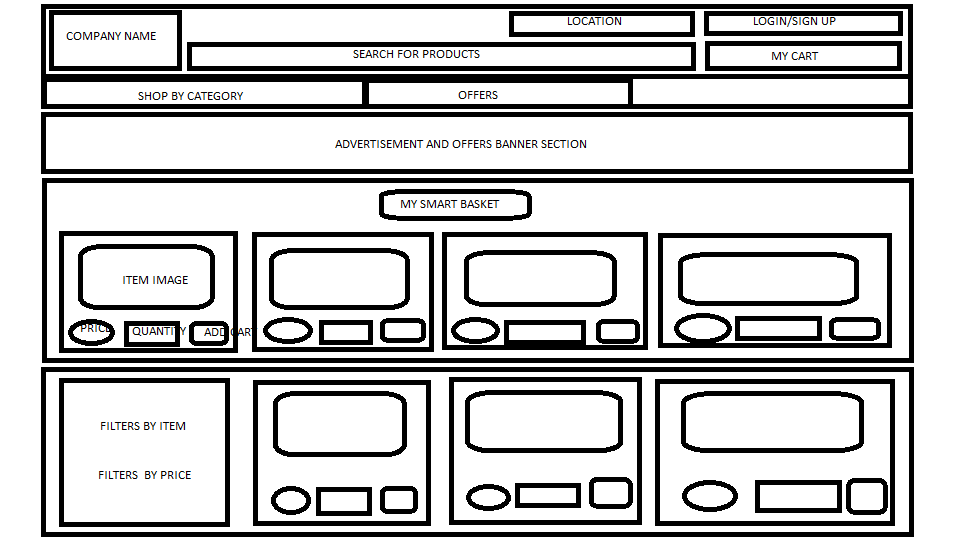 COMPANY NAME
LOCATION
LOGIN/SIGN UP
SEARCH FOR PRODUCTS
MY CART
SHOP BY CATEGORY
OFFERS
ADVERTISEMENT AND OFFERS BANNER SECTION
MY SMART BASKET
ITEM IMAGE
PRICE
QUANTITY
ADD CART
FILTERS BY ITEM
FILTERS  BY PRICE